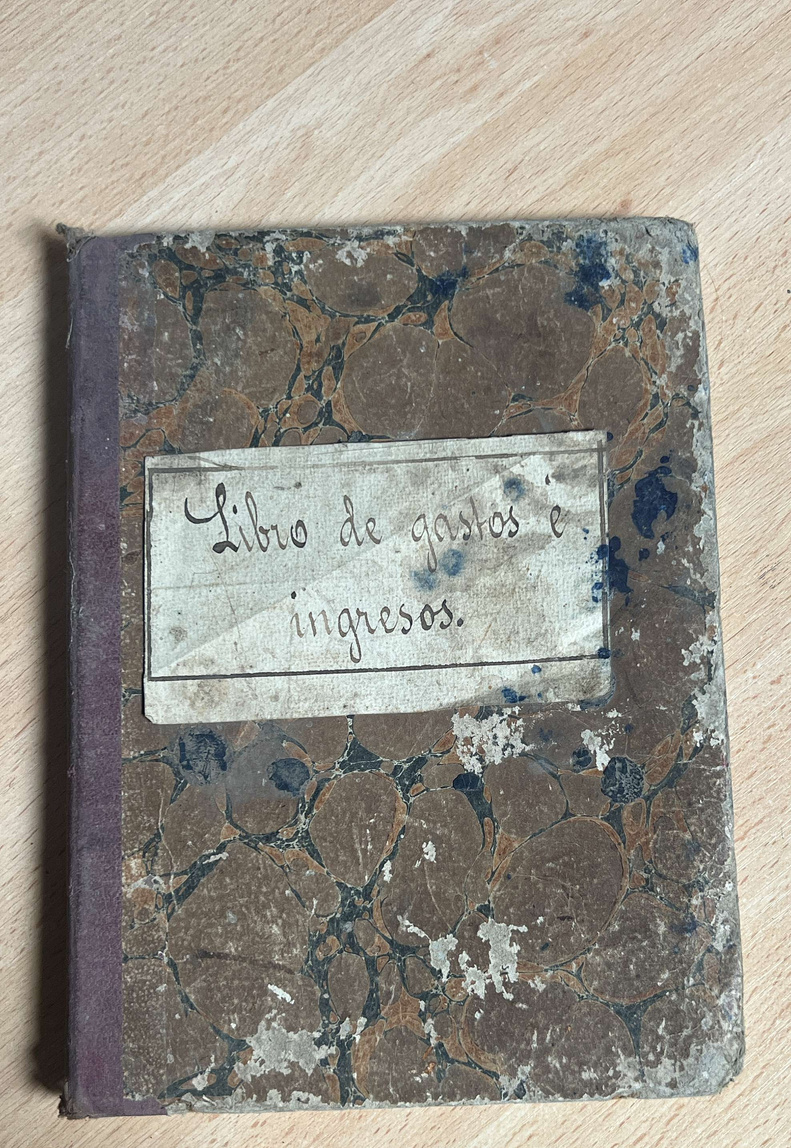 Libro de gastos é
ingresos.